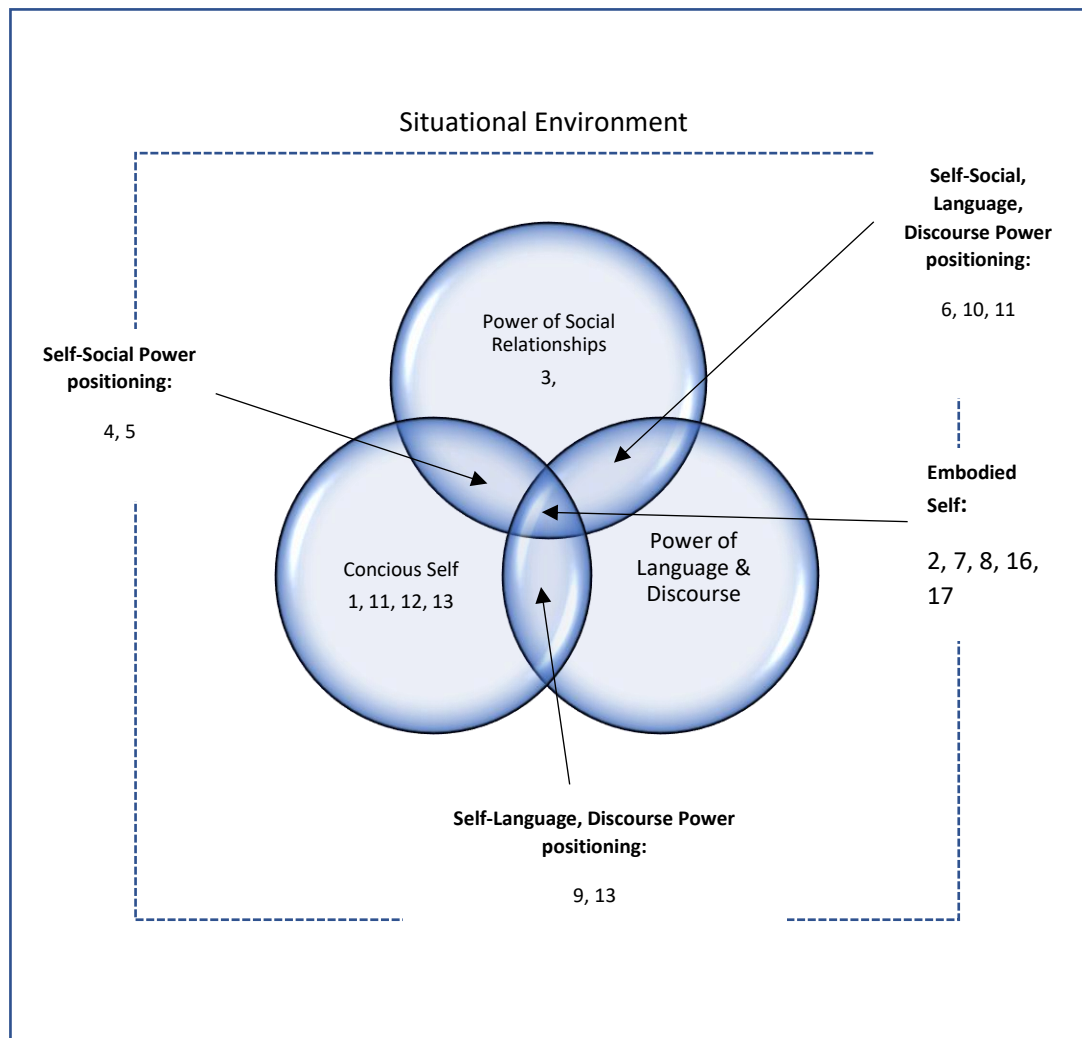 Situational Environment
Self-Social,
Language,
Discourse Power
positioning:
6, 10, 11
Power of Social
Relationships
3,
Self-Social Power
positioning:
4, 5
Embodied
Self:
2, 7, 8, 16,
17
Power of
Language &
Discourse
Concious Self
1, 11, 12, 13
Self-Language, Discourse Power
positioning:
9, 13